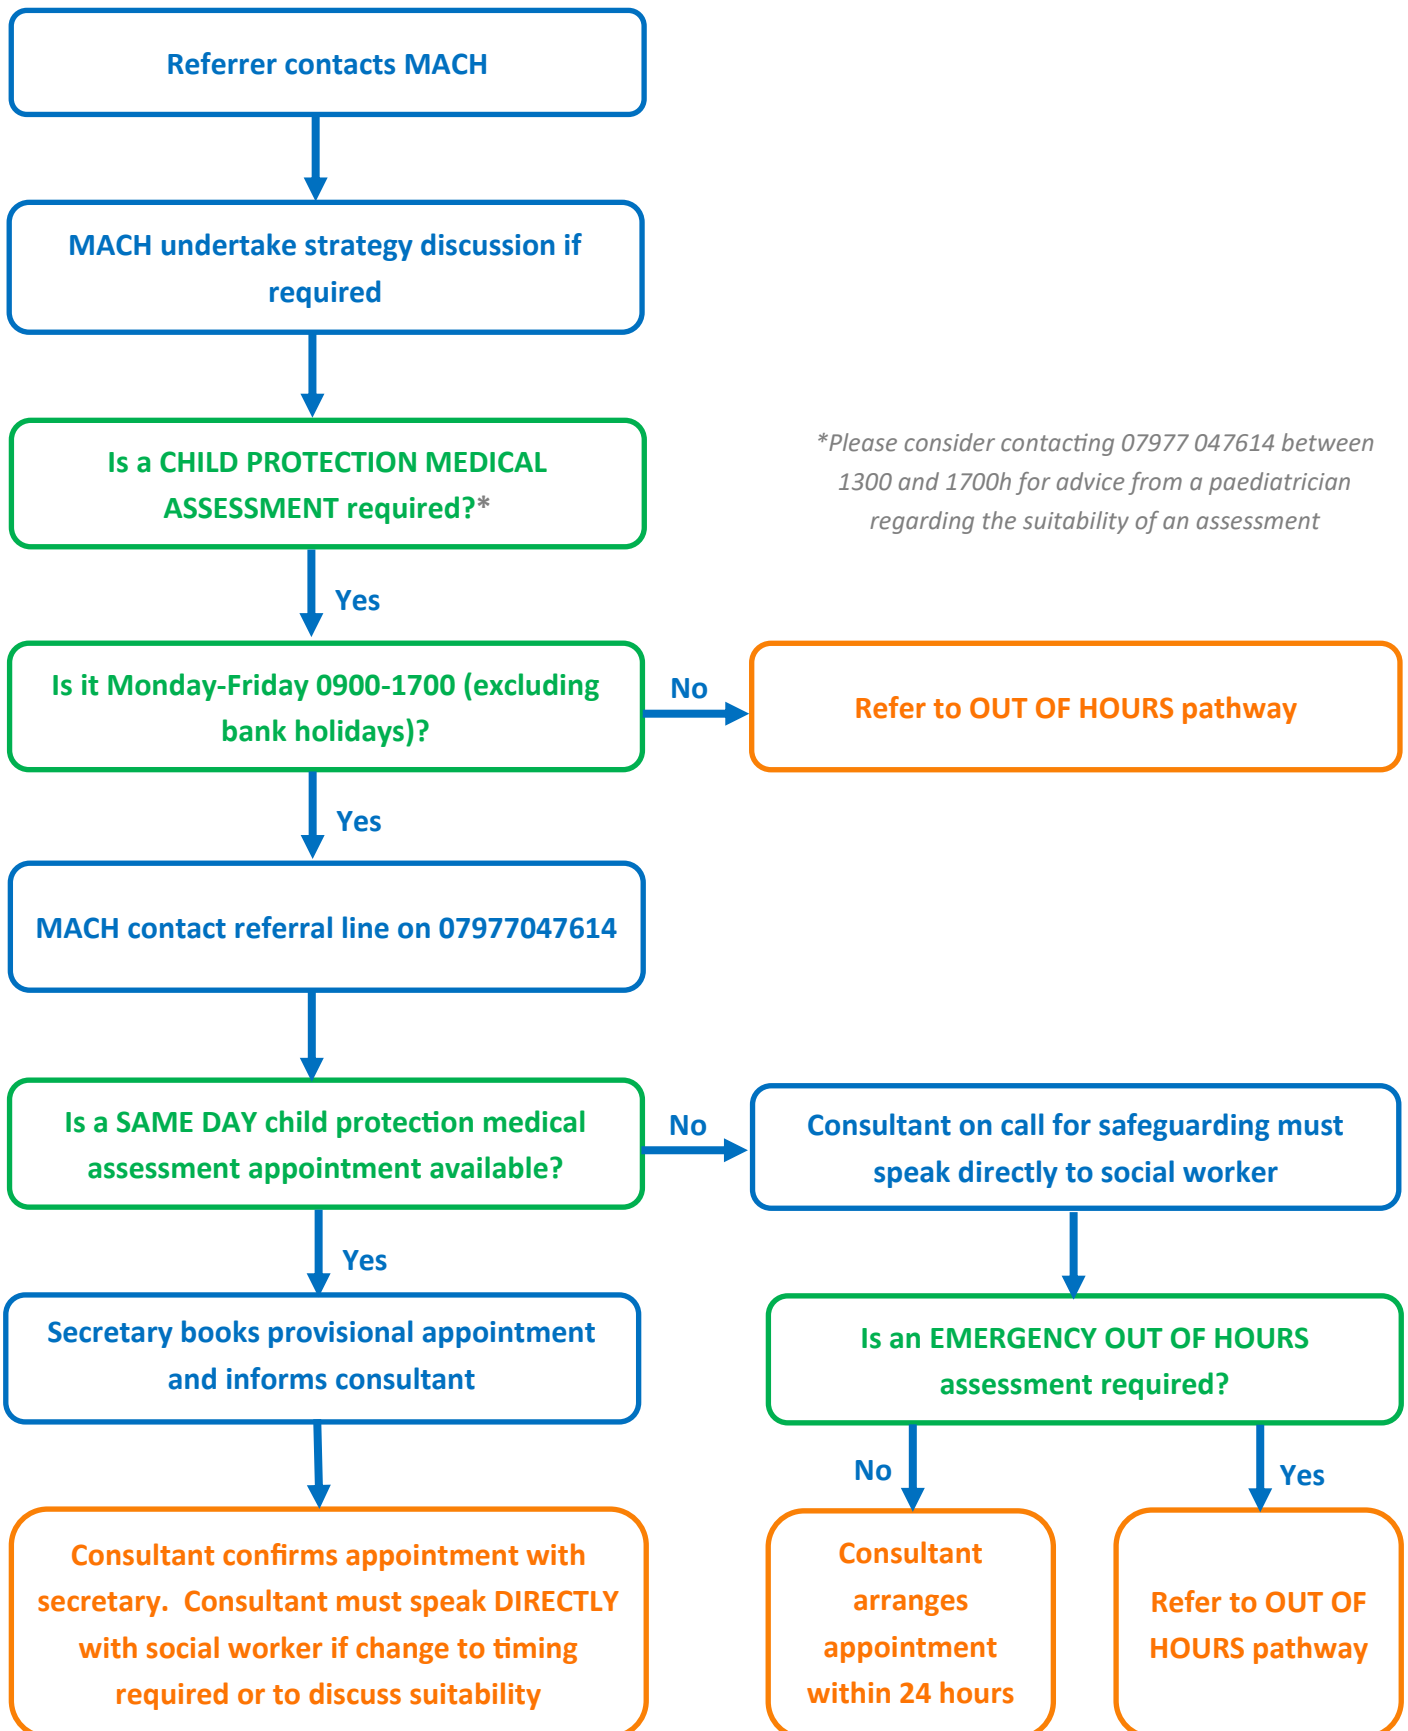 Referrer contacts MACH
MACH undertake strategy discussion if
required
Is a CHILD PROTECTION MEDICAL
ASSESSMENT required?*
*Please consider contacting 07977 047614 between
1300 and 1700h for advice from a paediatrician
regarding the suitability of an assessment
Yes
Is it Monday-Friday 0900-1700 (excluding
bank holidays)?
No
Refer to OUT OF HOURS pathway
Yes
MACH contact referral line on 07977047614
Is a SAME DAY child protection medical
assessment appointment available?
No
Consultant on call for safeguarding must
speak directly to social worker
Yes
Secretary books provisional appointment
and informs consultant
Is an EMERGENCY OUT OF HOURS
assessment required?
No
Yes
Consultant confirms appointment with
secretary.  Consultant must speak DIRECTLY
with social worker if change to timing
required or to discuss suitability
Consultant
arranges
appointment
within 24 hours
Refer to OUT OF
HOURS pathway